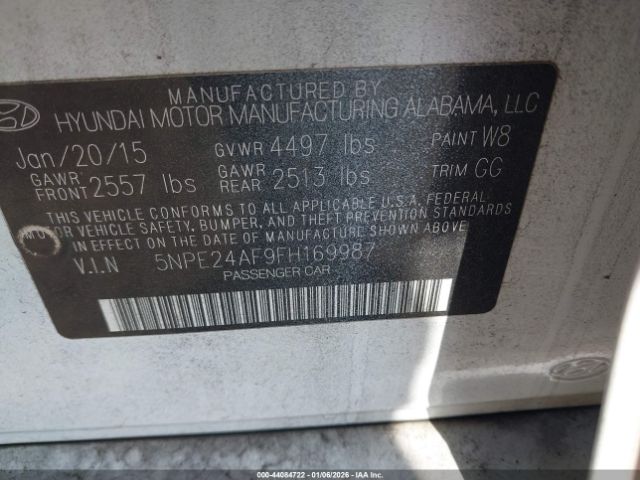 MANUFACTURED BY
HYUNDAI MOTOR MANUFACTURING ALABAMA, LLC
Jan/20/15 GVWR 4497 lbs PAINT W8
GAWR FRONT 2557 lbs GAWR REAR 2513 lbs TRIM GG
THIS VEHICLE CONFORMS TO ALL APPLICABLE U.S.A. FEDERAL
MOTOR VEHICLE SAFETY, BUMPER, AND THEFT PREVENTION STANDARDS
IN EFFECT ON THE DATE OF MANUFACTURE SHOWN ABOVE
V.I.N 5NPE24AF9FH169987
PASSENGER CAR
000-44084722 | 01/06/2026 - IAAI.COM